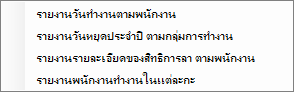 รายงานวันทำงานตามพนักงาน
รายงานวันหยุดประจำปี ตามกลุ่มการทำงาน
รายงานรายละเอียดของสิทธิการลา ตามพนักงาน
รายงานพนักงานทำงานในแต่ละกะ